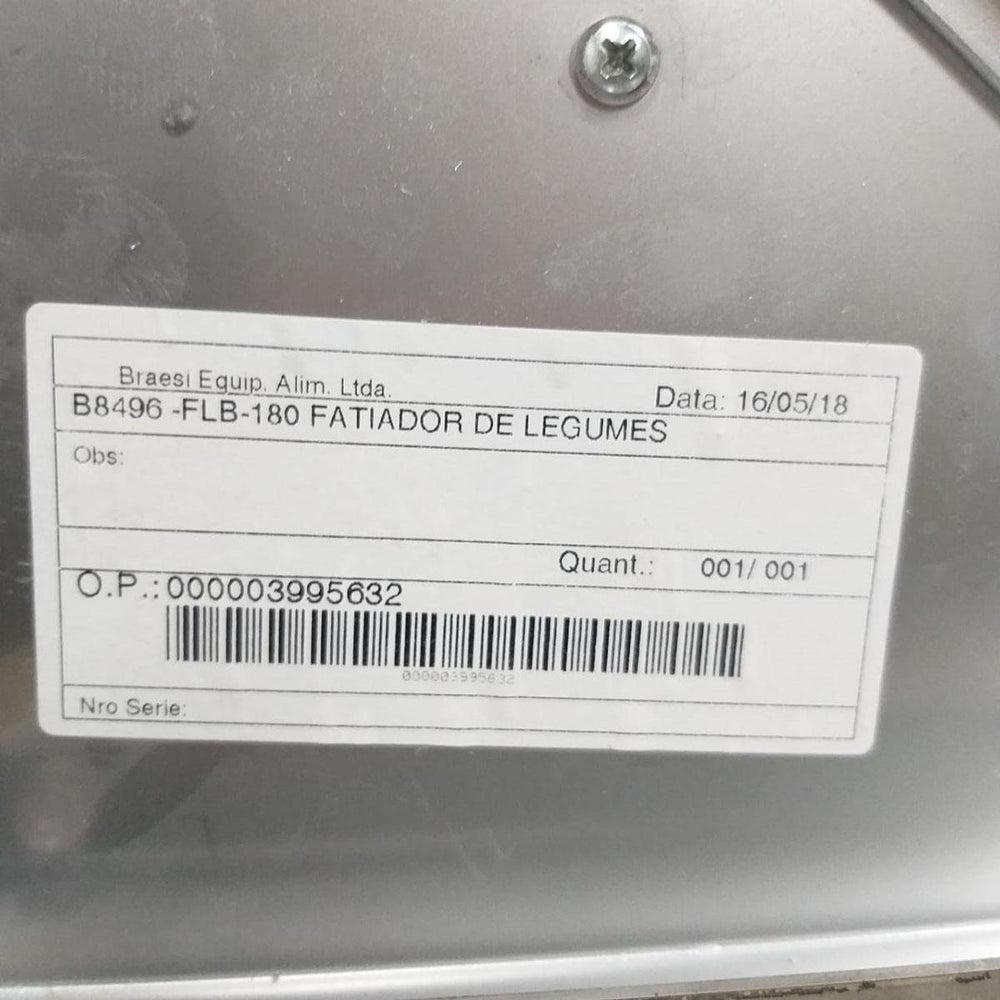 Braesi Equip. Alim. Ltda. Data: 16/05/18
B8496 -FLB-180 FATIADOR DE LEGUMES
Obs:
Quant.: 001/ 001
O.P.:000003995632
000003995632
Nro Serie: